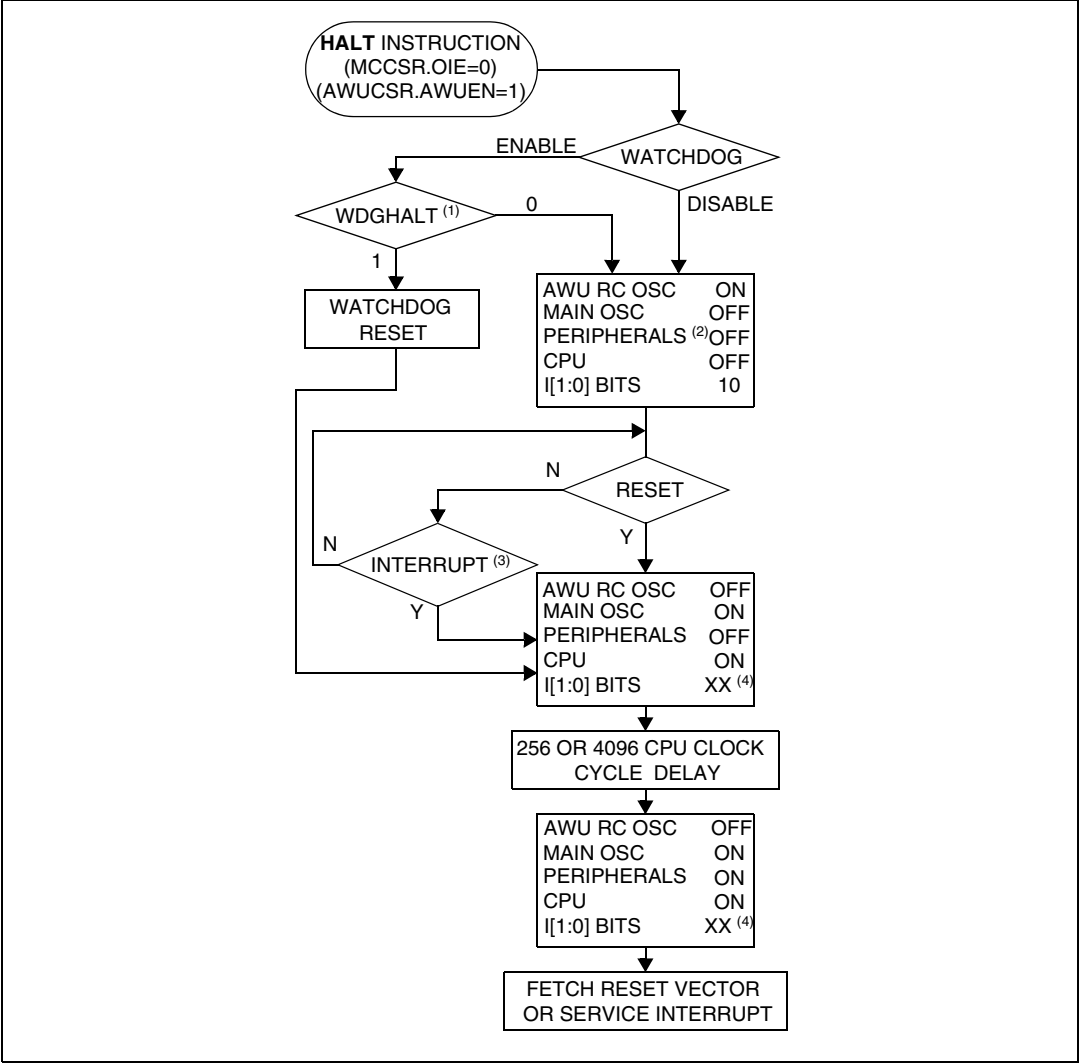 HALT INSTRUCTION
(MCCSR.OIE=0)
(AWUCSR.AWUEN=1)
ENABLE
WATCHDOG
WDGHALT (1)
0
DISABLE
1
WATCHDOG
RESET
AWU RC OSC ON
MAIN OSC OFF
PERIPHERALS (2) OFF
CPU OFF
I[1:0] BITS 10
N
RESET
Y
N
INTERRUPT (3)
Y
AWU RC OSC OFF
MAIN OSC ON
PERIPHERALS OFF
CPU ON
I[1:0] BITS XX (4)
256 OR 4096 CPU CLOCK
CYCLE DELAY
AWU RC OSC OFF
MAIN OSC ON
PERIPHERALS ON
CPU ON
I[1:0] BITS XX (4)
FETCH RESET VECTOR
OR SERVICE INTERRUPT